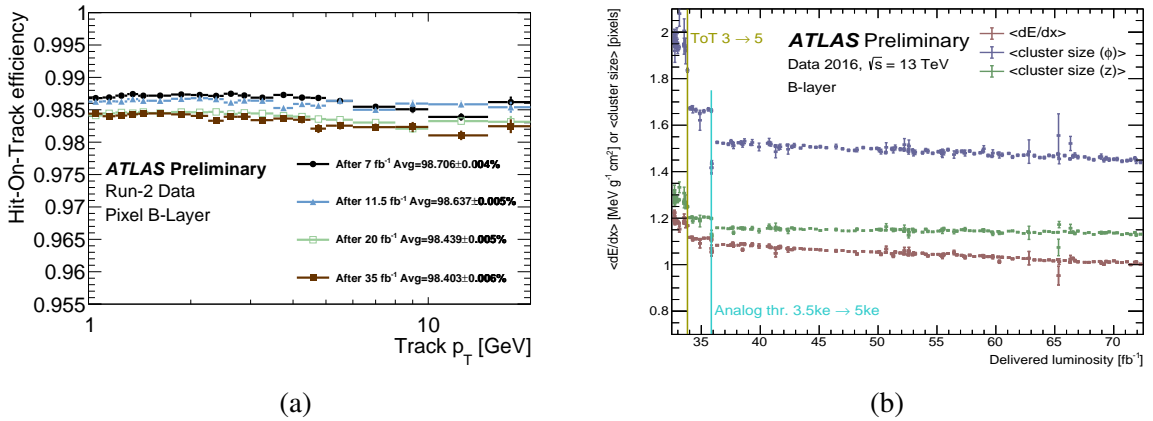 Hit-On-Track efficiency
0.995
0.99
0.985
0.98
0.975
0.97
0.965
0.96
0.955
ATLAS Preliminary
Run-2 Data
Pixel B-Layer
After 7 fb-1 Avg=98.706±0.004%
After 11.5 fb-1 Avg=98.637±0.005%
After 20 fb-1 Avg=98.439±0.005%
After 35 fb-1 Avg=98.403±0.006%
1
10
Track pT [GeV]
(a)
<dE/dx> [MeV g-1 cm2] or <cluster size> [pixels]
2
1.8
1.6
1.4
1.2
1
0.8
ToT 3 → 5
ATLAS Preliminary
Data 2016, √s = 13 TeV
B-layer
<dE/dx>
<cluster size (ϕ)>
<cluster size (z)>
Analog thr. 3.5ke → 5ke
35
40
45
50
55
60
65
70
Delivered luminosity [fb-1]
(b)